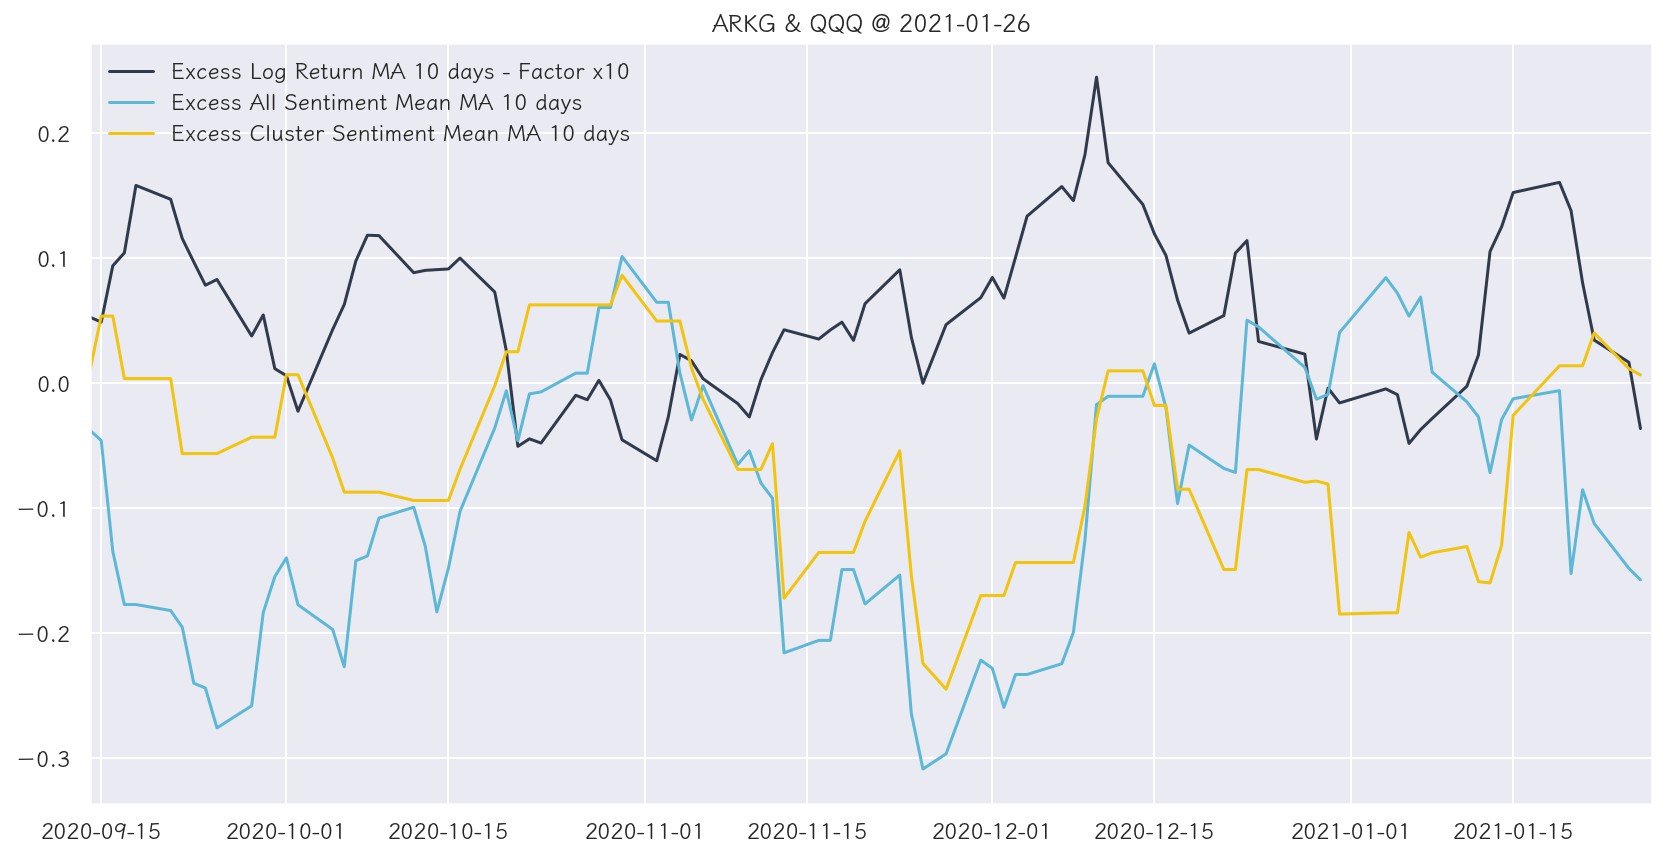 ARKG & QQQ @ 2021-01-26
Excess Log Return MA 10 days - Factor x10
Excess All Sentiment Mean MA 10 days
Excess Cluster Sentiment Mean MA 10 days
0.2
0.1
0.0
−0.1
−0.2
−0.3
2020-09-15 2020-10-01 2020-10-15 2020-11-01 2020-11-15 2020-12-01 2020-12-15 2021-01-01 2021-01-15